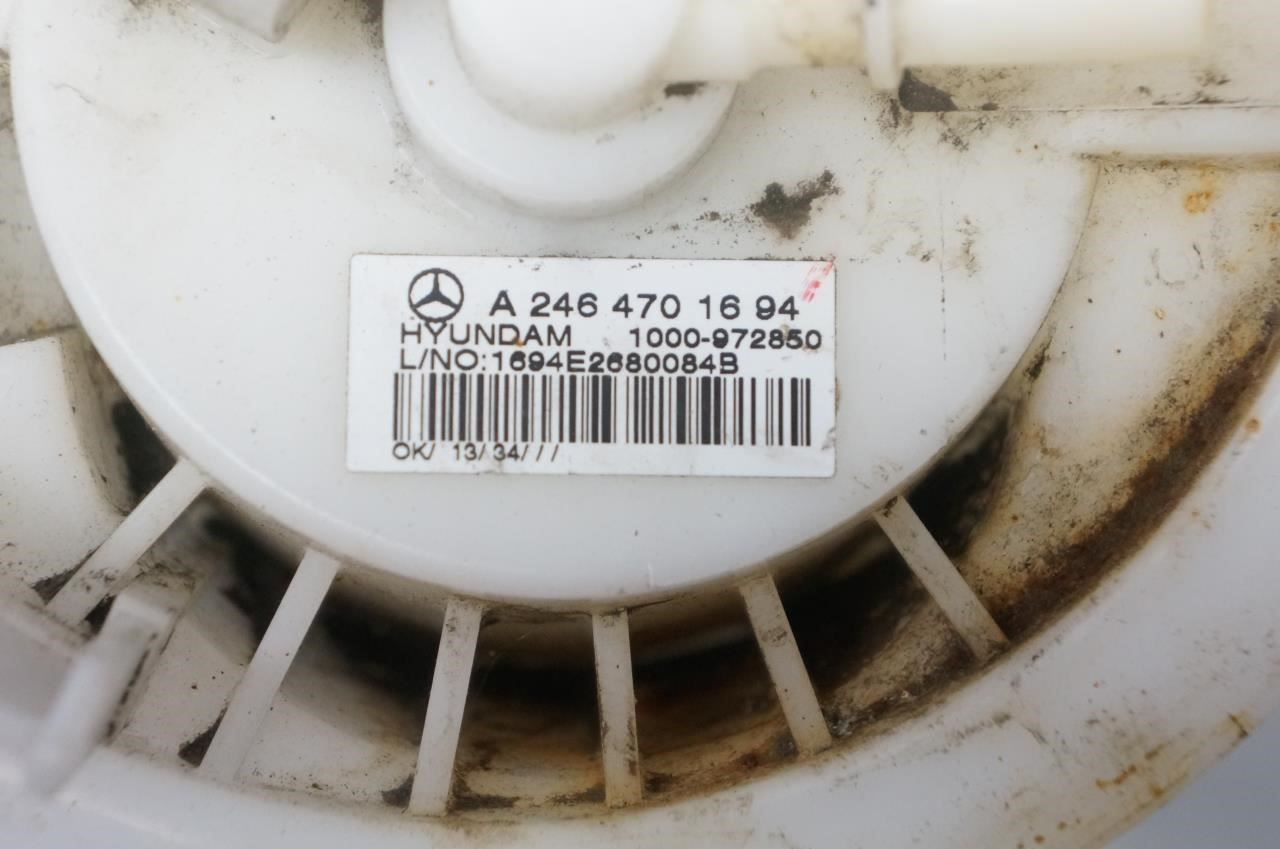 A 246 470 16 94
HYUNDAM 1000-972850
L/NO:1694E2680084B
OK/ 13/ 34/ / /